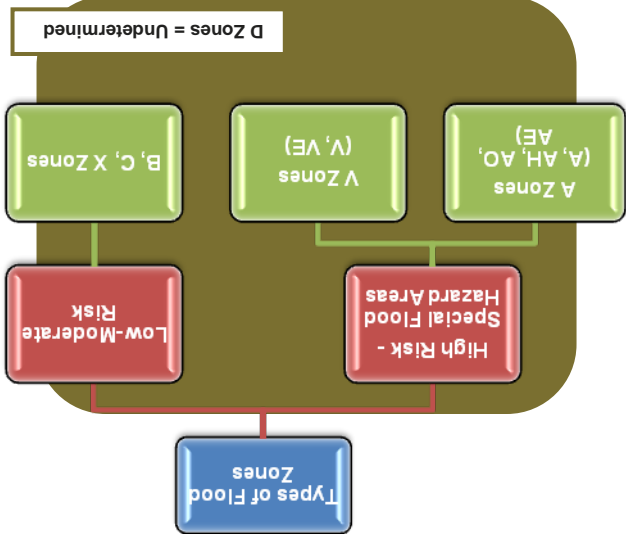 Types of Flood
Zones
High Risk -
Special Flood
Hazard Areas
Low-Moderate
Risk
A Zones
(A, AH, AO,
AE)
V Zones
(V, VE)
B, C, X Zones
D Zones = Undetermined